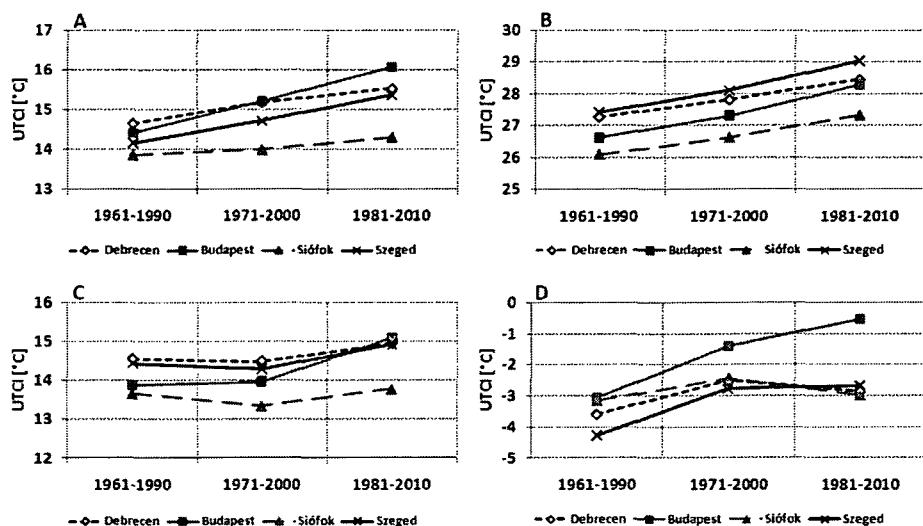 A
UTCI [°C]
17
16
15
14
13
1961-1990 1971-2000 1981-2010
Debrecen Budapest Siófok Szeged
B
UTCI [°C]
30
29
28
27
26
25
1961-1990 1971-2000 1981-2010
Debrecen Budapest Siófok Szeged
C
UTCI [°C]
16
15
14
13
12
1961-1990 1971-2000 1981-2010
Debrecen Budapest Siófok Szeged
D
UTCI [°C]
0
-1
-2
-3
-4
-5
1961-1990 1971-2000 1981-2010
Debrecen Budapest Siófok Szeged